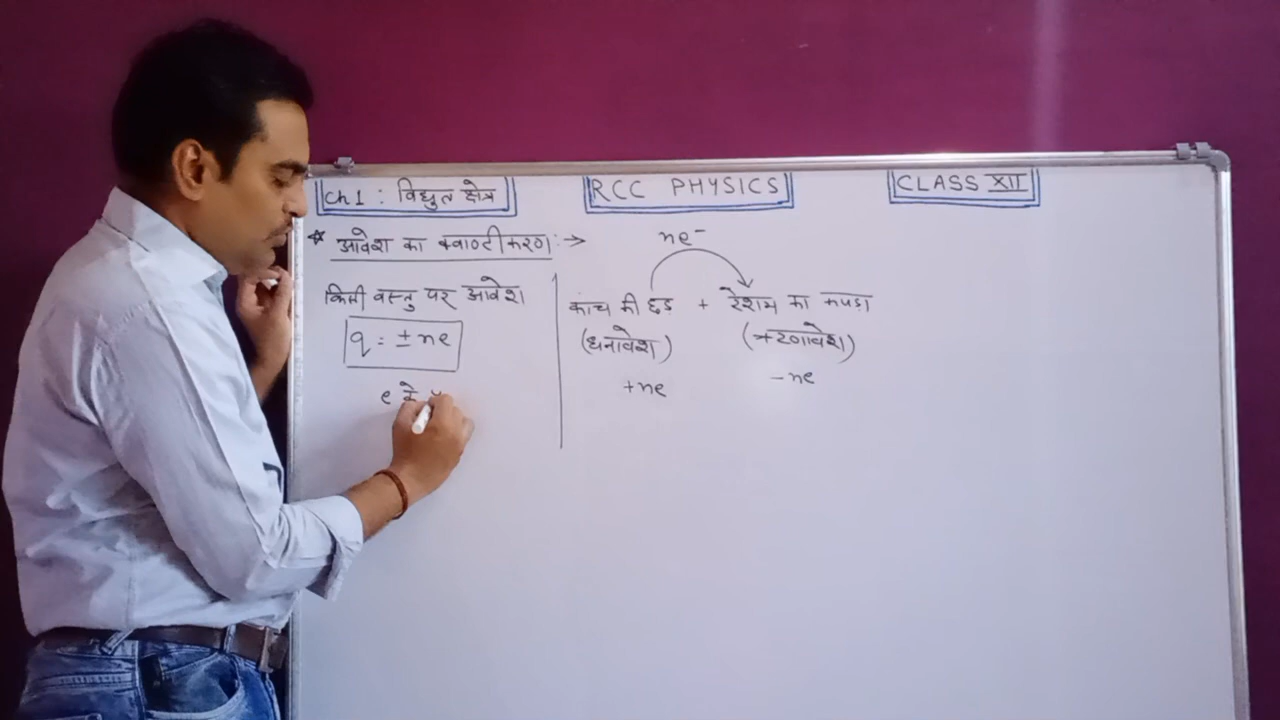 Ch 1 : विद्युत क्षेत्र
RCC PHYSICS
CLASS XII
* आवेश का क्वाण्टीकरण :→
किसी वस्तु पर आवेश
q = ± ne
e के
ne⁻
कांच की छड़ + रेशम का कपड़ा
(धनावेश) (ऋणावेश)
+ne -ne